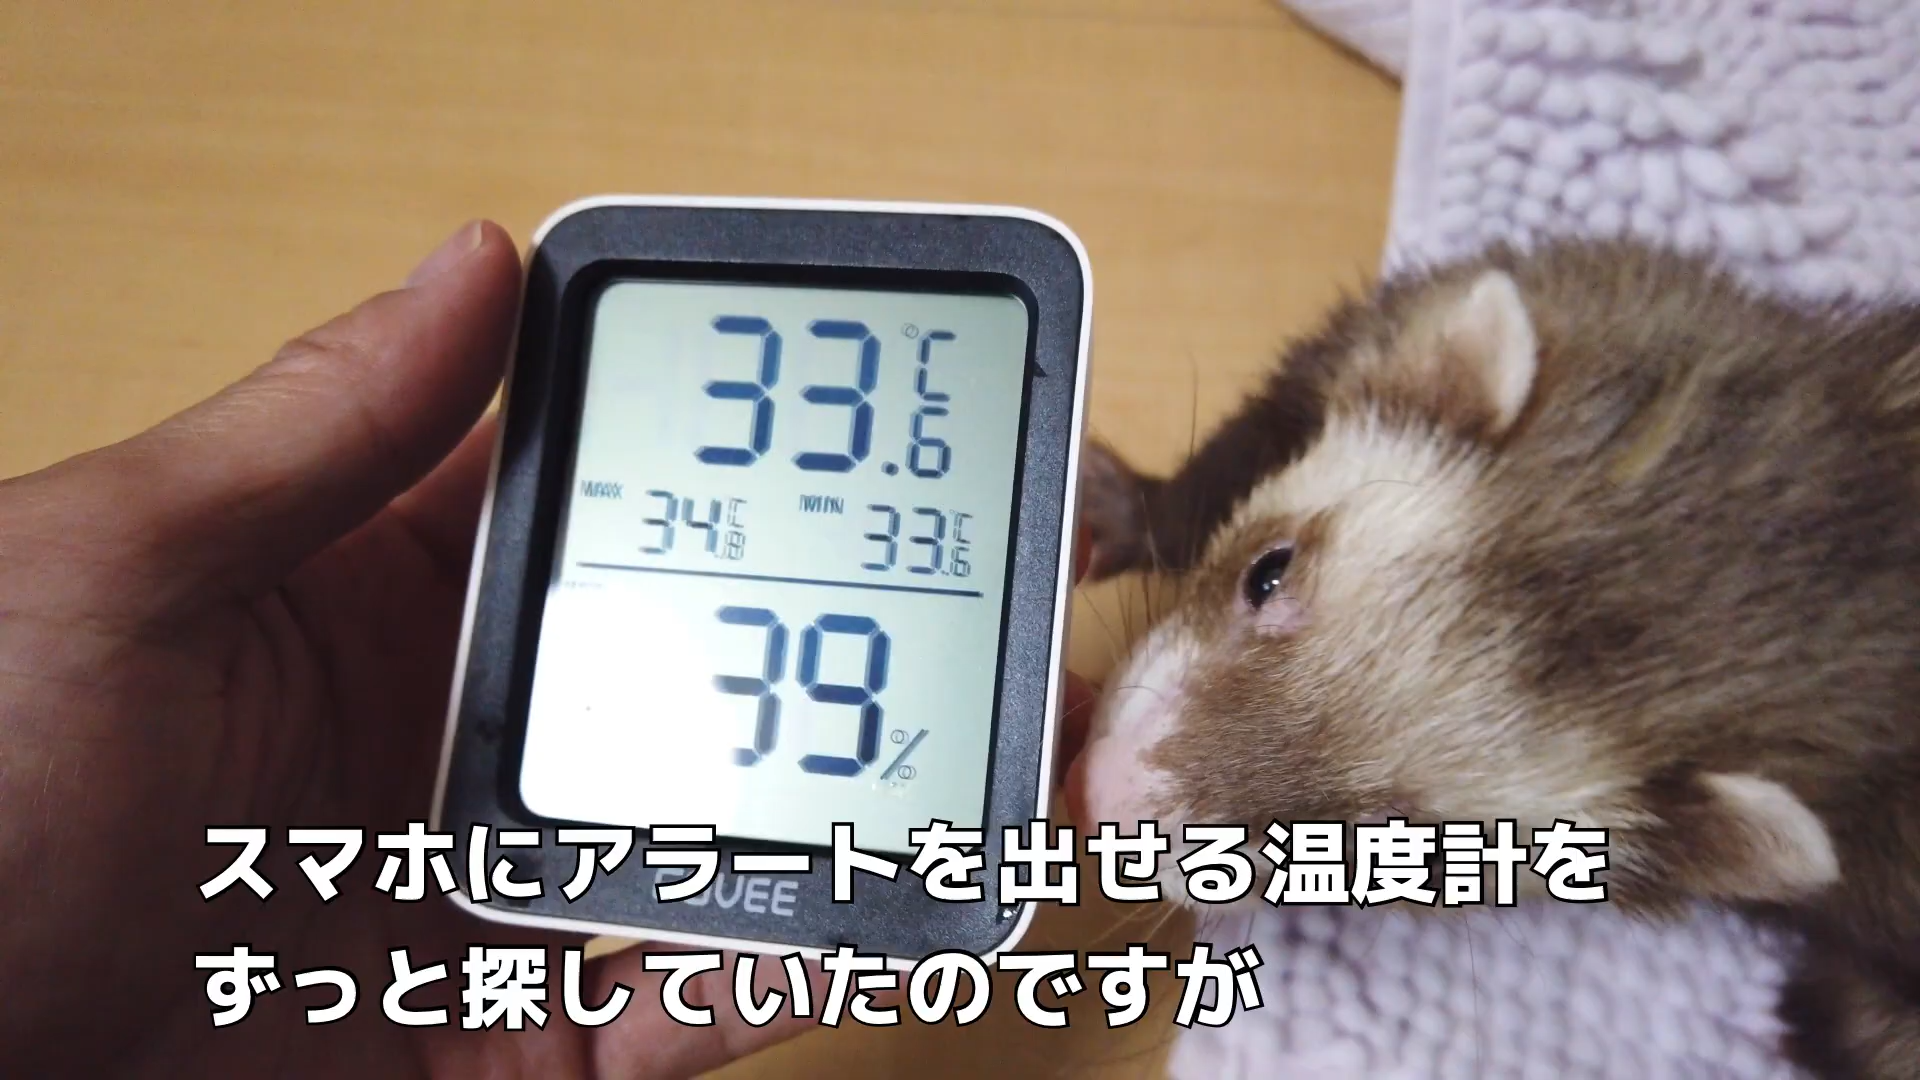 33.6℃
MAX 34.8℃ MIN 33.6℃
39%
GOVEE
スマホにアラートを出せる温度計を
ずっと探していたのですが